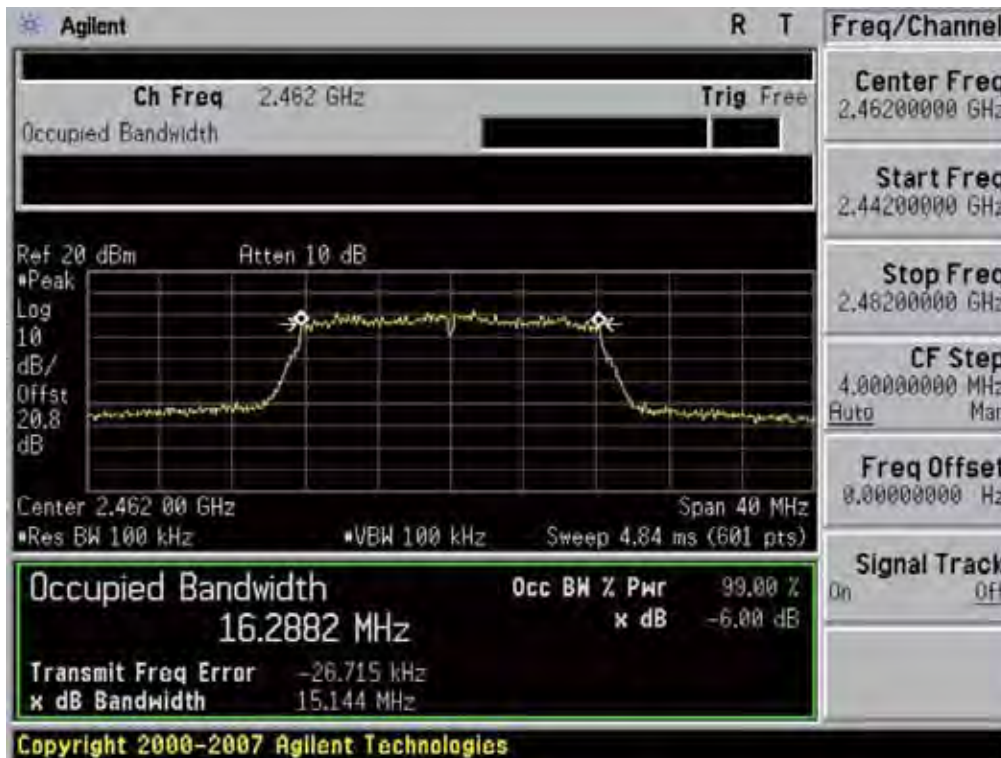 Agilent R T
Ch Freq 2.462 GHz Trig Free
Occupied Bandwidth
Ref 20 dBm Atten 10 dB
#Peak
Log
10
dB/
Offst
20.8
dB
Center 2.462 00 GHz Span 40 MHz
#Res BW 100 kHz #VBW 100 kHz Sweep 4.84 ms (601 pts)
Occupied Bandwidth
16.2882 MHz
Occ BW % Pwr 99.00 %
x dB -6.00 dB
Transmit Freq Error -26.715 kHz
x dB Bandwidth 15.144 MHz
Copyright 2000-2007 Agilent Technologies
Freq/Channel
Center Freq
2.46200000 GHz
Start Freq
2.44200000 GHz
Stop Freq
2.48200000 GHz
CF Step
4.00000000 MHz
Auto Man
Freq Offset
0.00000000 Hz
Signal Track
On Off